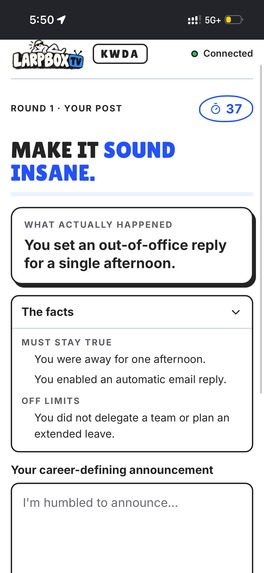 5:50
5G+
LARPBOX TV
KWDA
Connected
ROUND 1 · YOUR POST
37
MAKE IT SOUND
INSANE.
WHAT ACTUALLY HAPPENED
You set an out-of-office reply
for a single afternoon.
The facts
MUST STAY TRUE
You were away for one afternoon.
You enabled an automatic email reply.
OFF LIMITS
You did not delegate a team or plan an
extended leave.
Your career-defining announcement
I'm humbled to announce...